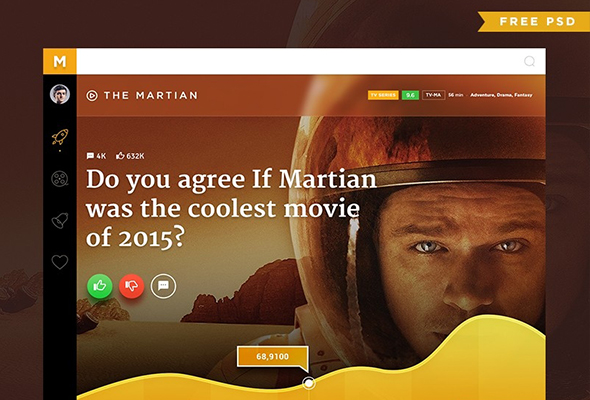 FREE PSD
M
THE MARTIAN
TV SERIES 9.6 TV-MA 56 min · Adventure, Drama, Fantasy
4K 632K
Do you agree If Martian
was the coolest movie
of 2015?
68,9100